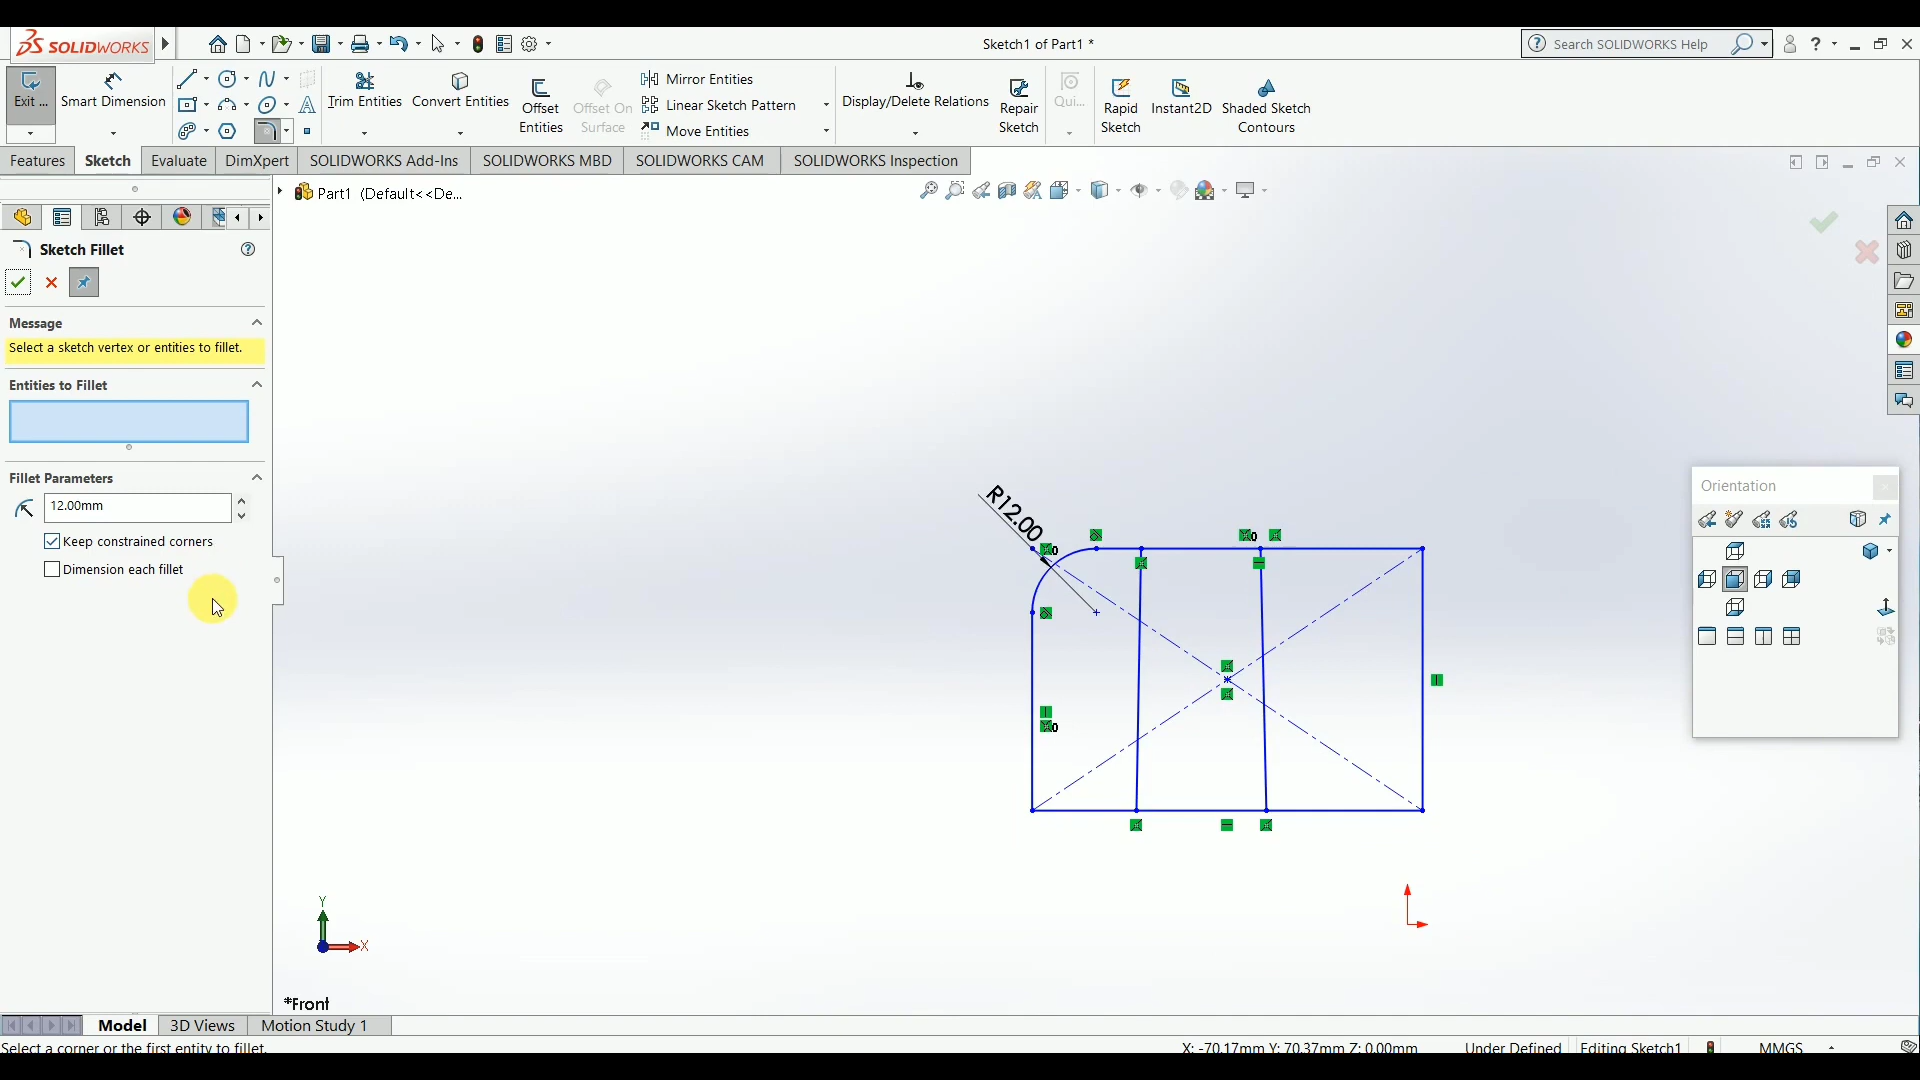 SOLIDWORKS
Sketch1 of Part1 *
Search SOLIDWORKS Help
Exit ...
Smart Dimension
Trim Entities
Convert Entities
Offset
Entities
Offset On
Surface
Mirror Entities
Linear Sketch Pattern
Move Entities
Display/Delete Relations
Repair
Sketch
Qui...
Rapid
Sketch
Instant2D
Shaded Sketch
Contours
Features
Sketch
Evaluate
DimXpert
SOLIDWORKS Add-Ins
SOLIDWORKS MBD
SOLIDWORKS CAM
SOLIDWORKS Inspection
Part1 (Default<<De...
Sketch Fillet
Message
Select a sketch vertex or entities to fillet.
Entities to Fillet
Fillet Parameters
12.00mm
Keep constrained corners
Dimension each fillet
R12.00
0
0
0
Orientation
Y
X
*Front
Model
3D Views
Motion Study 1
Select a corner or the first entity to fillet.
X: -70.17mm Y: 70.37mm Z: 0.00mm
Under Defined
Editing Sketch1
MMGS